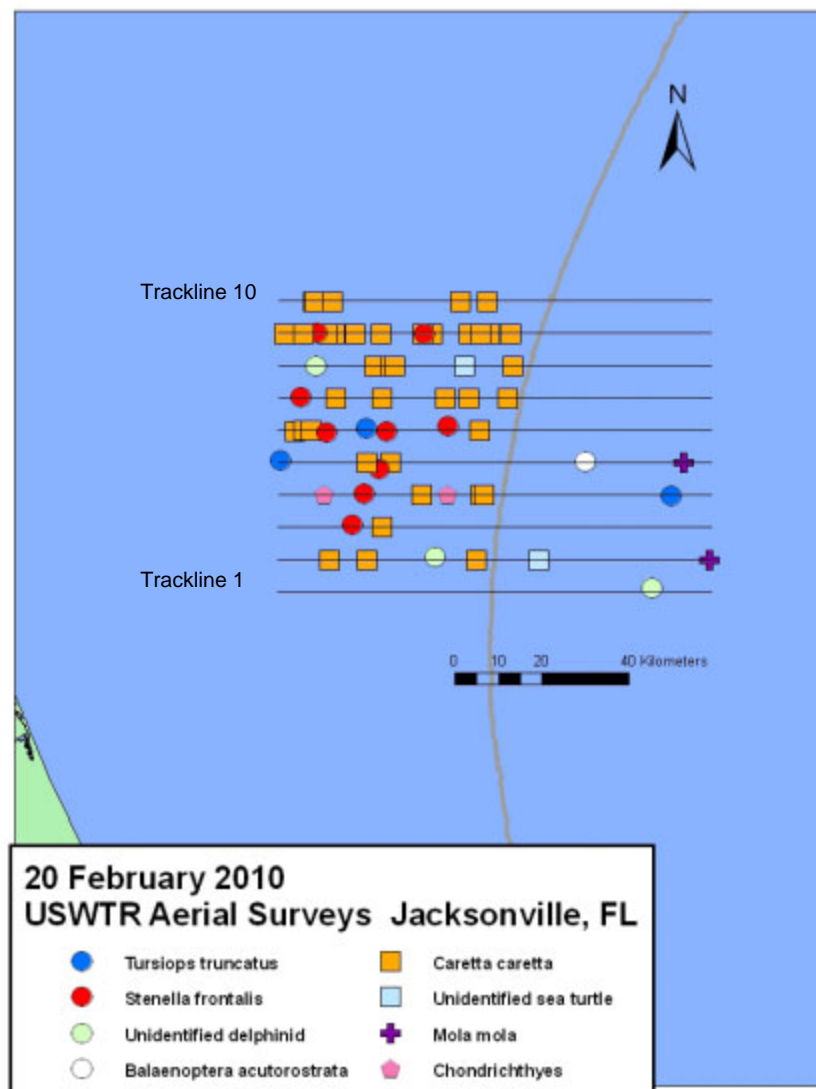 N
Trackline 10
Trackline 1
0 10 20 40 Kilometers
20 February 2010
USWTR Aerial Surveys Jacksonville, FL
Tursiops truncatus
Caretta caretta
Stenella frontalis
Unidentified sea turtle
Unidentified delphinid
Mola mola
Balaenoptera acutorostrata
Chondrichthyes